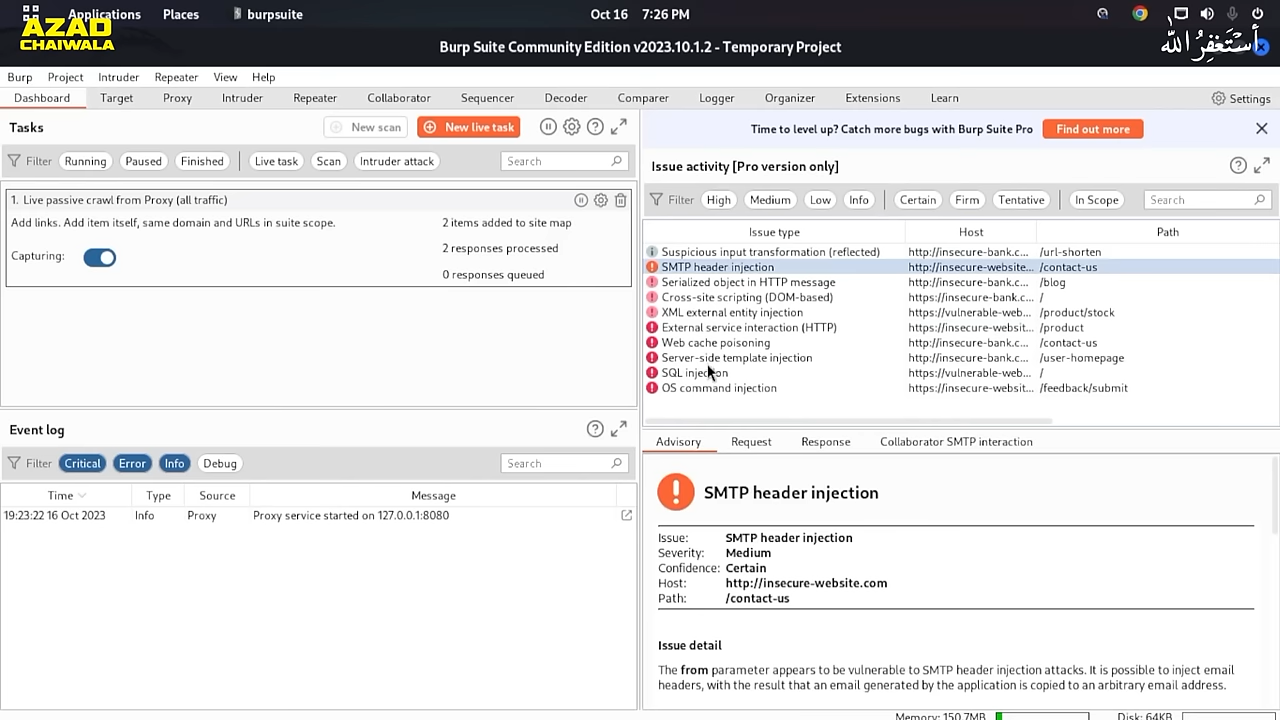 Applications Places burpsuite Oct 16 7:26 PM
AZAD
CHAIWALA
أستغفر الله
Burp Suite Community Edition v2023.10.1.2 - Temporary Project
Burp Project Intruder Repeater View Help
Dashboard Target Proxy Intruder Repeater Collaborator Sequencer Decoder Comparer Logger Organizer Extensions Learn Settings
Tasks New scan New live task
Filter Running Paused Finished Live task Scan Intruder attack Search
1. Live passive crawl from Proxy (all traffic)
Add links. Add item itself, same domain and URLs in suite scope. 2 items added to site map
2 responses processed
Capturing:
0 responses queued
Event log
Filter Critical Error Info Debug Search
Time Type Source Message
19:23:22 16 Oct 2023 Info Proxy Proxy service started on 127.0.0.1:8080
Time to level up? Catch more bugs with Burp Suite Pro Find out more
Issue activity [Pro version only]
Filter High Medium Low Info Certain Firm Tentative In Scope Search
Issue type Host Path
Suspicious input transformation (reflected) http://insecure-bank.c... /url-shorten
SMTP header injection http://insecure-website... /contact-us
Serialized object in HTTP message http://insecure-bank.c... /blog
Cross-site scripting (DOM-based) https://insecure-bank.c... /
XML external entity injection https://vulnerable-web... /product/stock
External service interaction (HTTP) https://insecure-websit... /product
Web cache poisoning http://insecure-bank.c... /contact-us
Server-side template injection http://insecure-bank.c... /user-homepage
SQL injection https://vulnerable-web... /
OS command injection https://insecure-websit... /feedback/submit
Advisory Request Response Collaborator SMTP interaction
SMTP header injection
Issue: SMTP header injection
Severity: Medium
Confidence: Certain
Host: http://insecure-website.com
Path: /contact-us
Issue detail
The from parameter appears to be vulnerable to SMTP header injection attacks. It is possible to inject email
headers, with the result that an email generated by the application is copied to an arbitrary email address.
Memory: 150.7MB Disk: 64KB